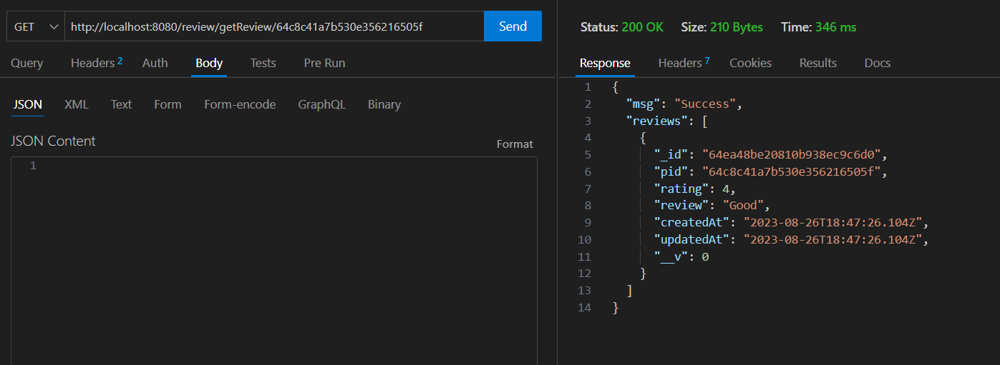 GET http://localhost:8080/review/getReview/64c8c41a7b530e356216505f Send
Query Headers 2 Auth Body Tests Pre Run
JSON XML Text Form Form-encode GraphQL Binary
JSON Content Format
1
Status: 200 OK Size: 210 Bytes Time: 346 ms
Response Headers 7 Cookies Results Docs
1 {
2 "msg": "Success",
3 "reviews": [
4 {
5 "_id": "64ea48be20810b938ec9c6d0",
6 "pid": "64c8c41a7b530e356216505f",
7 "rating": 4,
8 "review": "Good",
9 "createdAt": "2023-08-26T18:47:26.104Z",
10 "updatedAt": "2023-08-26T18:47:26.104Z",
11 "__v": 0
12 }
13 ]
14 }